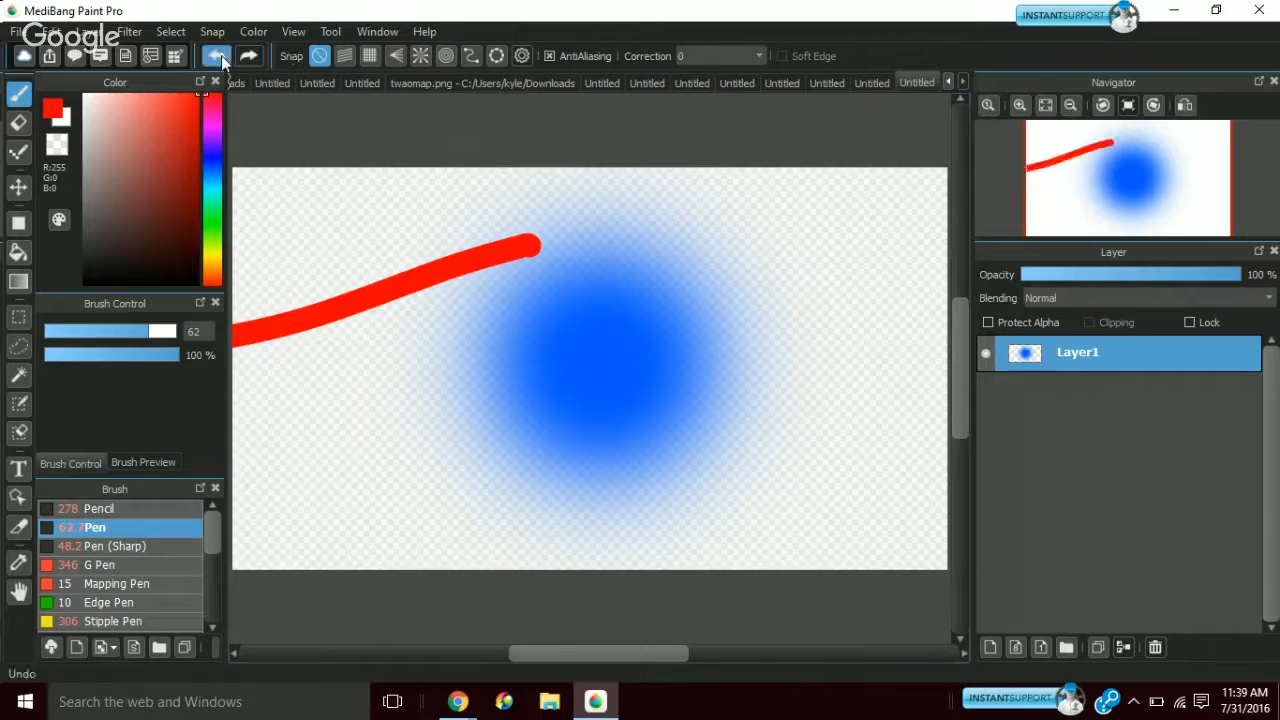 MediBang Paint Pro
INSTANTSUPPORT
File Edit Layer Filter Select Snap Color View Tool Window Help
Google
Snap AntiAliasing Correction 0 Soft Edge
Color
ads Untitled Untitled twaomap.png - C:/Users/kyle/Downloads Untitled Untitled Untitled Untitled Untitled Untitled Untitled
Navigator
R:255
G:0
B:0
Layer
Opacity 100 %
Blending Normal
Protect Alpha Clipping Lock
Layer1
Brush Control
62
100 %
Brush Control Brush Preview
Brush
278 Pencil
62.7 Pen
48.2 Pen (Sharp)
346 G Pen
15 Mapping Pen
10 Edge Pen
306 Stipple Pen
Undo
Search the web and Windows
INSTANTSUPPORT
11:39 AM
7/31/2016